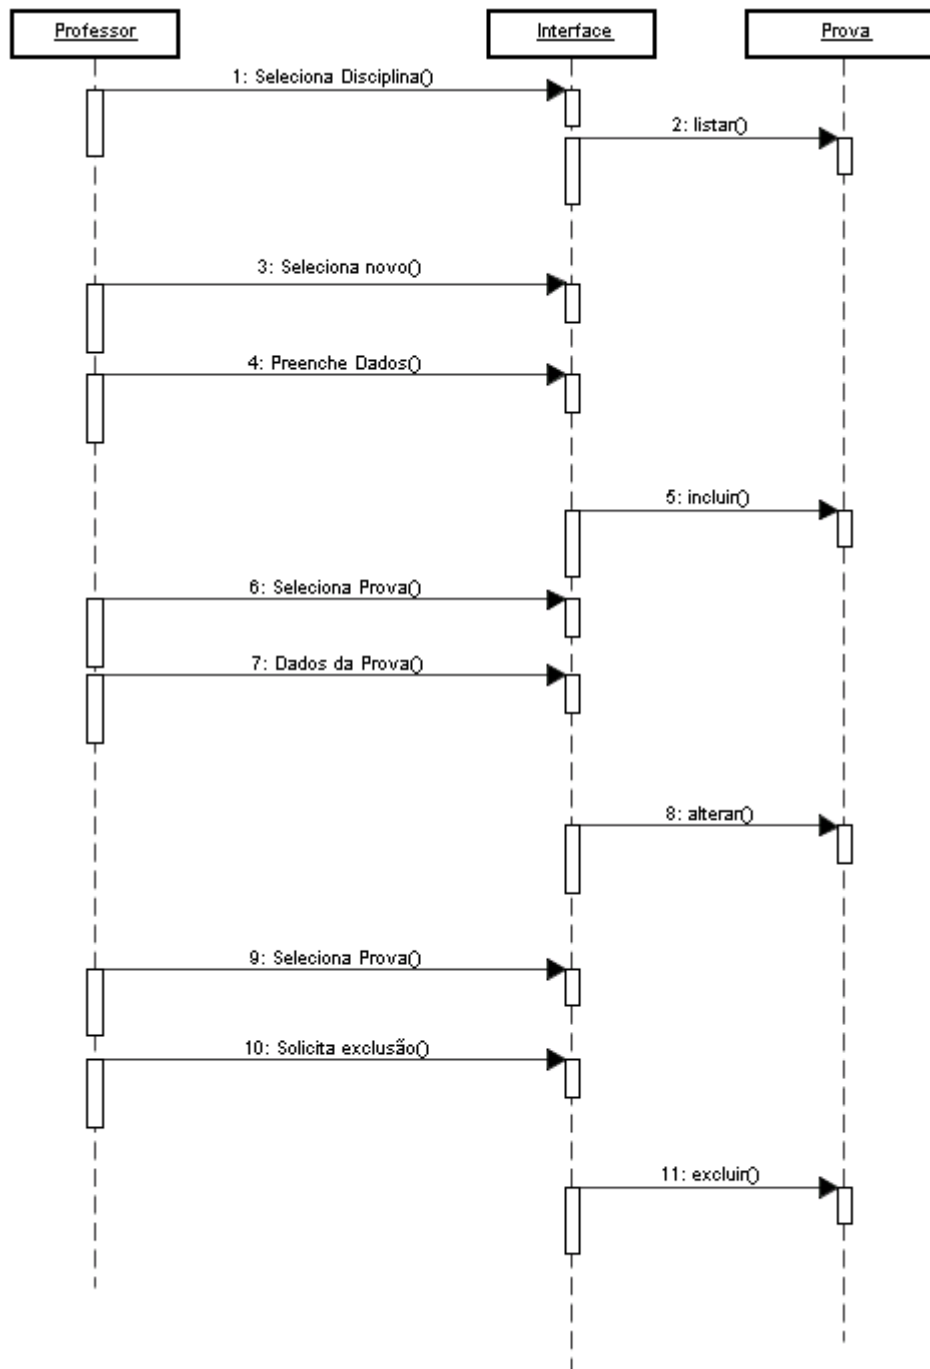 Professor
Interface
Prova
1: Seleciona Disciplina()
2: listar()
3: Seleciona novo()
4: Preenche Dados()
5: incluir()
6: Seleciona Prova()
7: Dados da Prova()
8: alterar()
9: Seleciona Prova()
10: Solicita exclusão()
11: excluir()